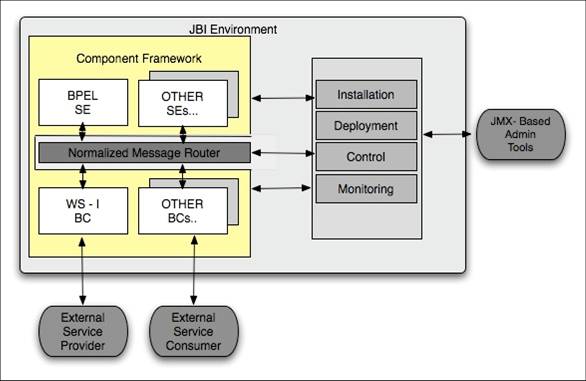 JBI Environment
Component Framework
BPEL
SE
OTHER
SEs...
Normalized Message Router
WS - I
BC
OTHER
BCs..
Installation
Deployment
Control
Monitoring
JMX- Based
Admin
Tools
External
Service
Provider
External
Service
Consumer